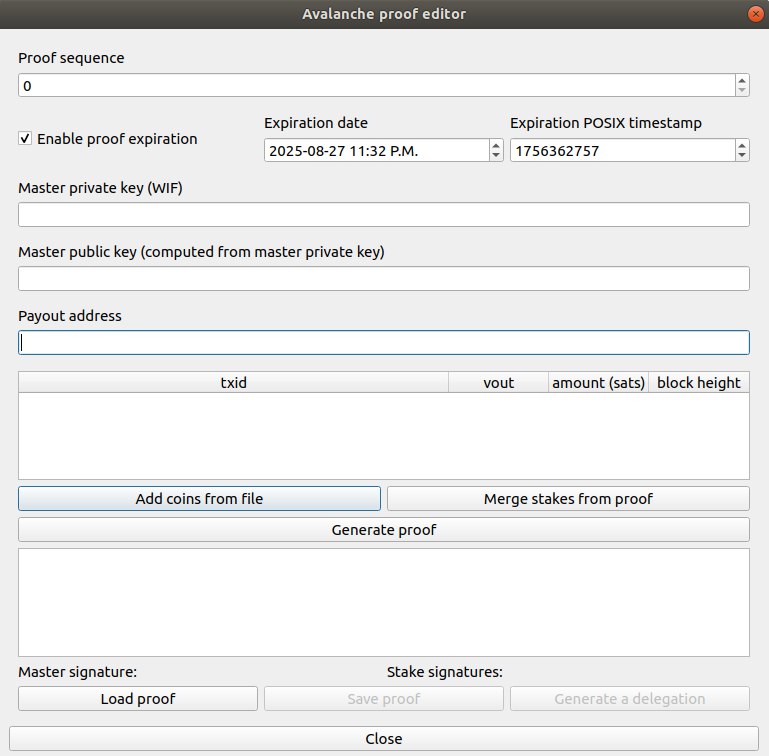 Avalanche proof editor
Proof sequence
0
Enable proof expiration
Expiration date
Expiration POSIX timestamp
2025-08-27 11:32 P.M.
1756362757
Master private key (WIF)
Master public key (computed from master private key)
Payout address
txid vout amount (sats) block height
Add coins from file Merge stakes from proof
Generate proof
Master signature: Stake signatures:
Load proof Save proof Generate a delegation
Close